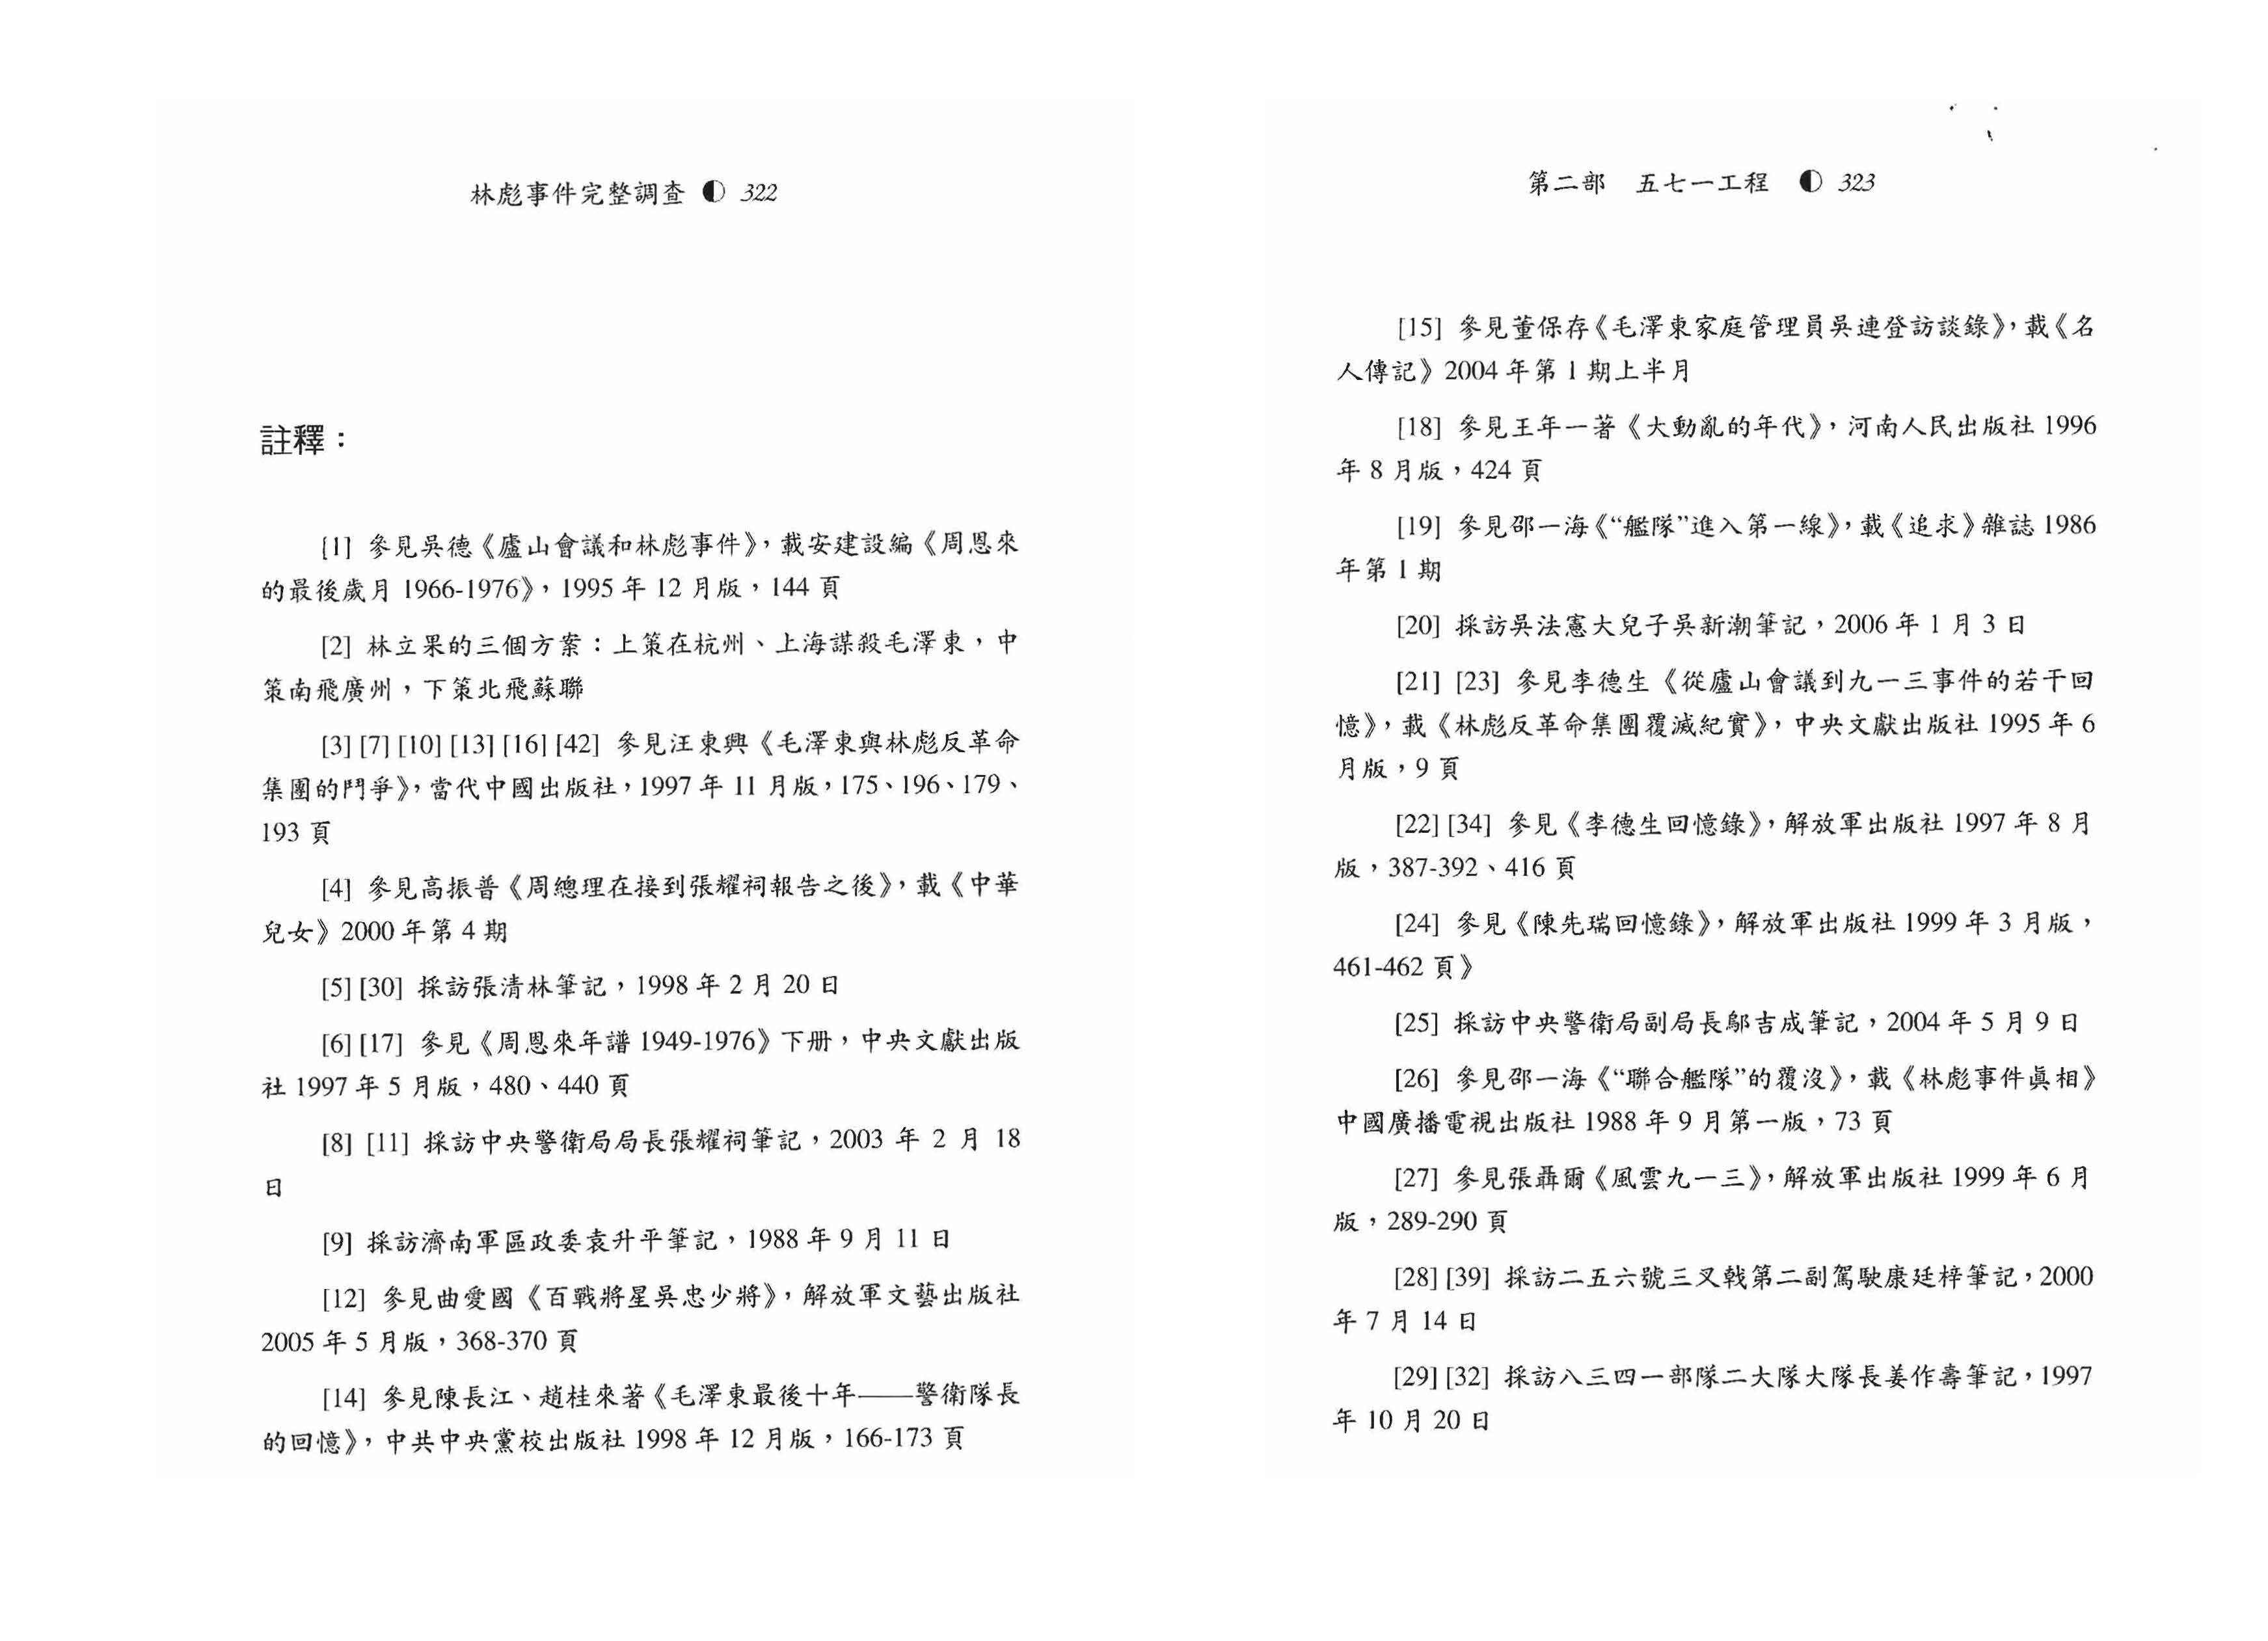 林彪事件完整調查 ◐ 322
註釋：
[1] 參見吳德《廬山會議和林彪事件》，載安建設編《周恩來
的最後歲月 1966-1976》，1995 年 12 月版，144 頁
[2] 林立果的三個方案：上策在杭州、上海謀殺毛澤東，中
策南飛廣州，下策北飛蘇聯
[3] [7] [10] [13] [16] [42] 參見汪東興《毛澤東與林彪反革命
集團的鬥爭》，當代中國出版社，1997 年 11 月版，175、196、179、
193 頁
[4] 參見高振普《周總理在接到張耀祠報告之後》，載《中華
兒女》2000 年第 4 期
[5] [30] 採訪張清林筆記，1998 年 2 月 20 日
[6] [17] 參見《周恩來年譜 1949-1976》下册，中央文獻出版
社 1997 年 5 月版，480、440 頁
[8] [11] 採訪中央警衛局局長張耀祠筆記，2003 年 2 月 18
日
[9] 採訪濟南軍區政委袁升平筆記，1988 年 9 月 11 日
[12] 參見曲愛國《百戰將星吳忠少將》，解放軍文藝出版社
2005 年 5 月版，368-370 頁
[14] 參見陳長江、趙桂來著《毛澤東最後十年——警衛隊長
的回憶》，中共中央黨校出版社 1998 年 12 月版，166-173 頁
第二部 五七一工程 ◐ 323
[15] 參見董保存《毛澤東家庭管理員吳連登訪談錄》，載《名
人傳記》2004 年第 1 期上半月
[18] 參見王年一著《大動亂的年代》，河南人民出版社 1996
年 8 月版，424 頁
[19] 參見邵一海《“艦隊”進入第一線》，載《追求》雜誌 1986
年第 1 期
[20] 採訪吳法憲大兒子吳新潮筆記，2006 年 1 月 3 日
[21] [23] 參見李德生《從廬山會議到九一三事件的若干回
憶》，載《林彪反革命集團覆滅紀實》，中央文獻出版社 1995 年 6
月版，9 頁
[22] [34] 參見《李德生回憶錄》，解放軍出版社 1997 年 8 月
版，387-392、416 頁
[24] 參見《陳先瑞回憶錄》，解放軍出版社 1999 年 3 月版，
461-462 頁》
[25] 採訪中央警衛局副局長鄔吉成筆記，2004 年 5 月 9 日
[26] 參見邵一海《“聯合艦隊”的覆沒》，載《林彪事件眞相》
中國廣播電視出版社 1988 年 9 月第一版，73 頁
[27] 參見張聶爾《風雲九一三》，解放軍出版社 1999 年 6 月
版，289-290 頁
[28] [39] 採訪二五六號三叉戟第二副駕駛康廷梓筆記，2000
年 7 月 14 日
[29] [32] 採訪八三四一部隊二大隊大隊長姜作壽筆記，1997
年 10 月 20 日